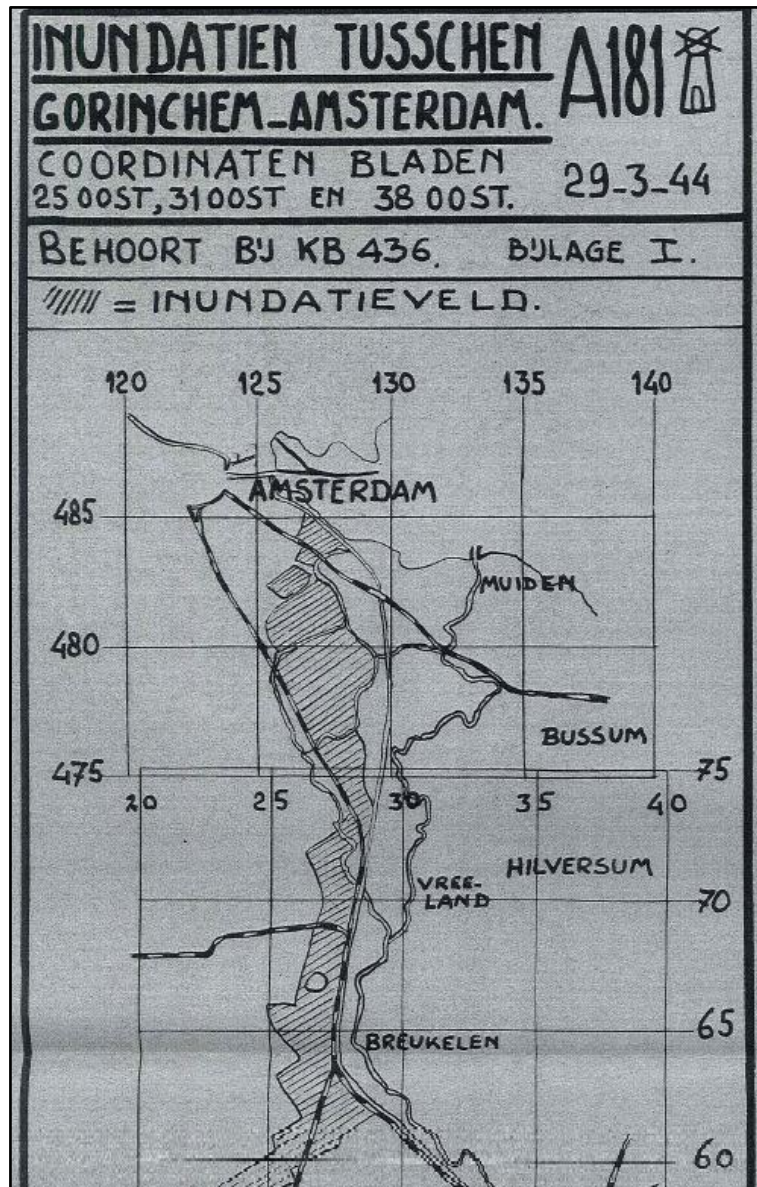 INUNDATIEN TUSSCHEN
GORINCHEM-AMSTERDAM.
A181
COORDINATEN BLADEN
25 OOST, 31 OOST EN 38 OOST.
29-3-44
BEHOORT BIJ KB 436. BIJLAGE I.
= INUNDATIEVELD.
120 125 130 135 140
AMSTERDAM
485
MUIDEN
480
BUSSUM
475 75
20 25 30 35 40
HILVERSUM
VREE-
LAND 70
65
BREUKELEN
60